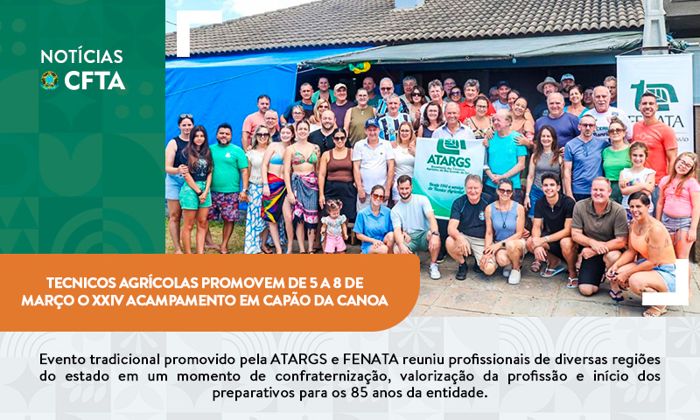 NOTÍCIAS
CFTA
ATARGS
FENATA
TECNICOS AGRÍCOLAS PROMOVEM DE 5 A 8 DE
MARÇO O XXIV ACAMPAMENTO EM CAPÃO DA CANOA
Evento tradicional promovido pela ATARGS e FENATA reuniu profissionais de diversas regiões
do estado em um momento de confraternização, valorização da profissão e início dos
preparativos para os 85 anos da entidade.